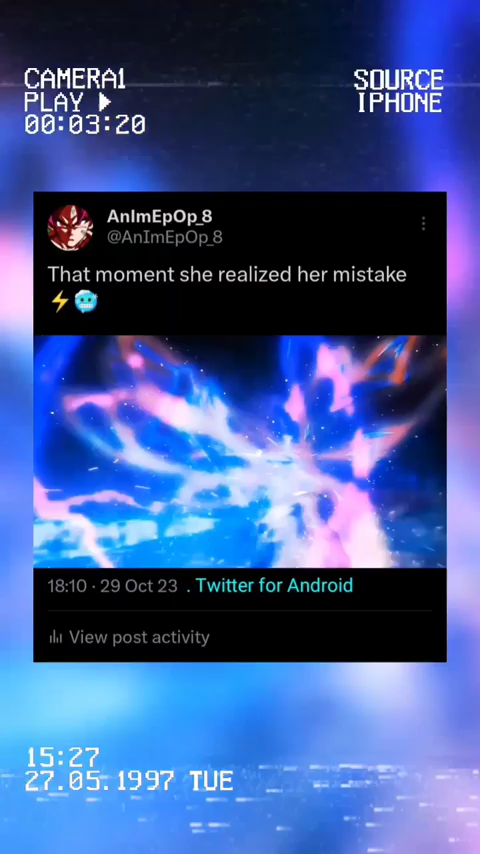 CAMERA1
PLAY ▶
00:03:20
SOURCE
IPHONE
AnImEpOp_8
@AnImEpOp_8
That moment she realized her mistake
⚡🥶
18:10 · 29 Oct 23 . Twitter for Android
View post activity
15:27
27.05.1997 TUE